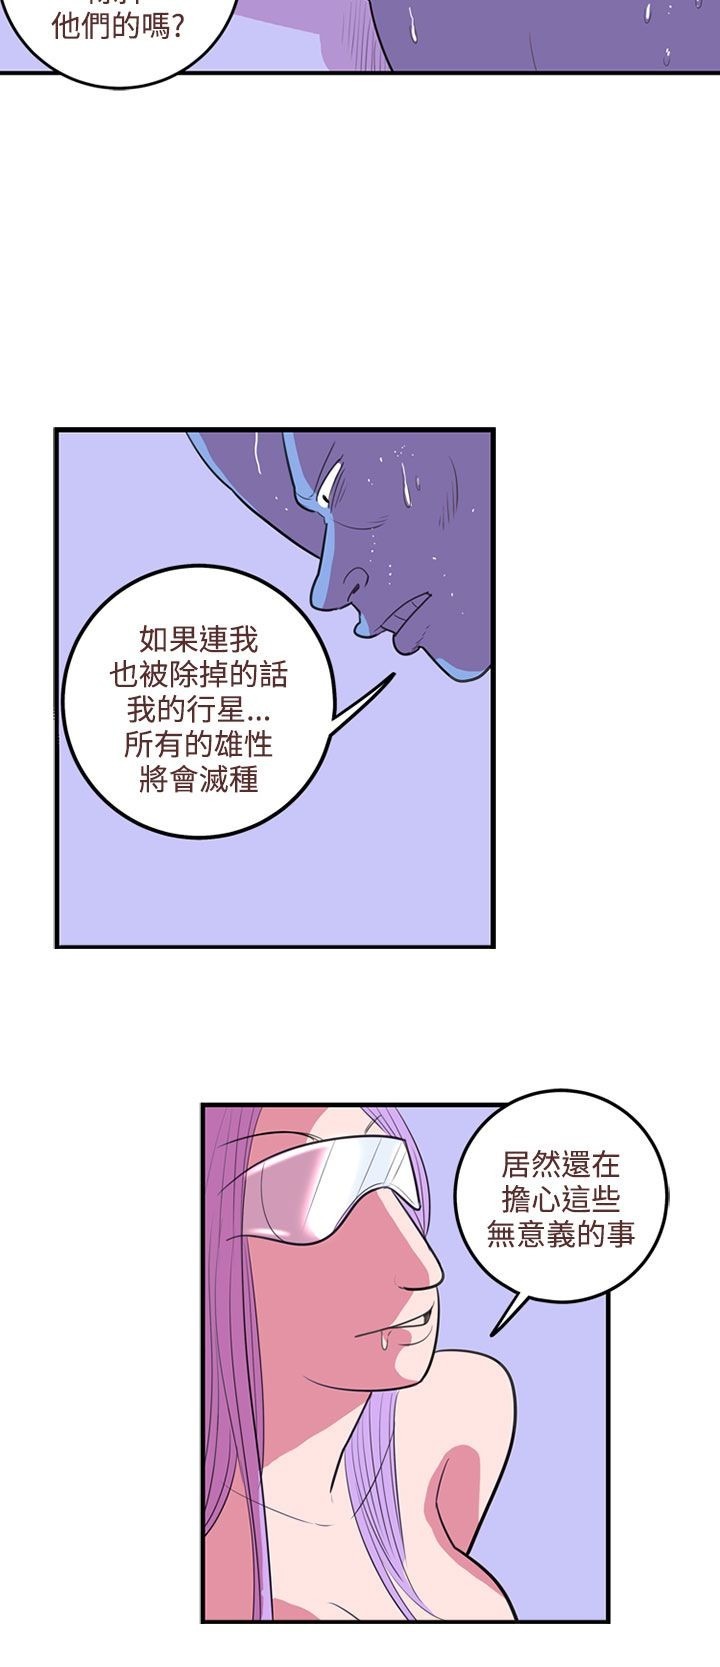 他們的嗎?
如果連我
也被除掉的話
我的行星...
所有的雄性
將會滅種
居然還在
擔心這些
無意義的事